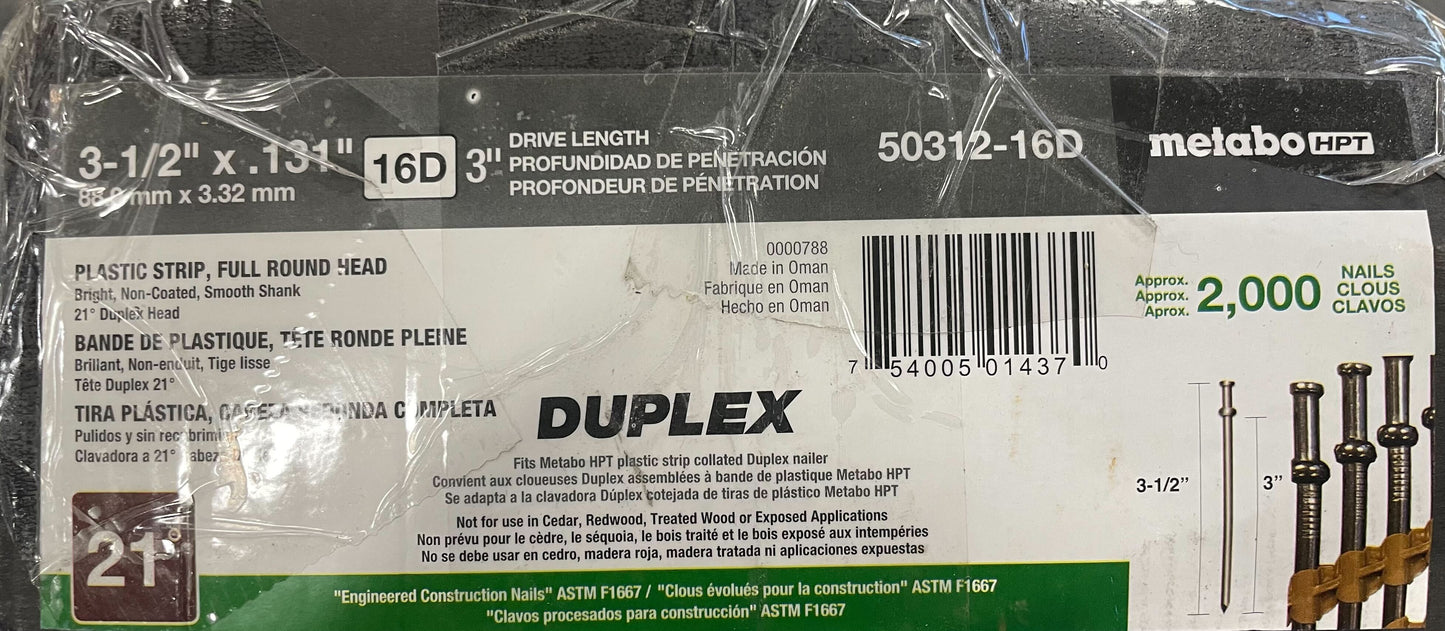 3-1/2" x .131"
mm x 3.32 mm
16D
3"
DRIVE LENGTH
PROFUNDIDAD DE PENETRACIÓN
PROFONDEUR DE PÉNÉTRATION
50312-16D
metabo HPT
PLASTIC STRIP, FULL ROUND HEAD
Bright, Non-Coated, Smooth Shank
21° Duplex Head
BANDE DE PLASTIQUE, TÊTE RONDE PLEINE
Brillant, Non-enduit, Tige lisse
Tête Duplex 21°
TIRA PLÁSTICA, COMPLETA
Pulidos y sin
Clavadora a 21°
21°
0000788
Made in Oman
Fabrique en Oman
Hecho en Oman
7 54005 01437 0
Approx.
Approx.
Aprox.
2,000
NAILS
CLOUS
CLAVOS
DUPLEX
Fits Metabo HPT plastic strip collated Duplex nailer
Convient aux cloueuses Duplex assemblées à bande de plastique Metabo HPT
Se adapta a la clavadora Dúplex cotejada de tiras de plástico Metabo HPT
Not for use in Cedar, Redwood, Treated Wood or Exposed Applications
Non prévu pour le cèdre, le séquoia, le bois traité et le bois exposé aux intempéries
No se debe usar en cedro, madera roja, madera tratada ni aplicaciones expuestas
3-1/2"
3"
"Engineered Construction Nails" ASTM F1667 / "Clous évolués pour la construction" ASTM F1667
"Clavos procesados para construcción" ASTM F1667